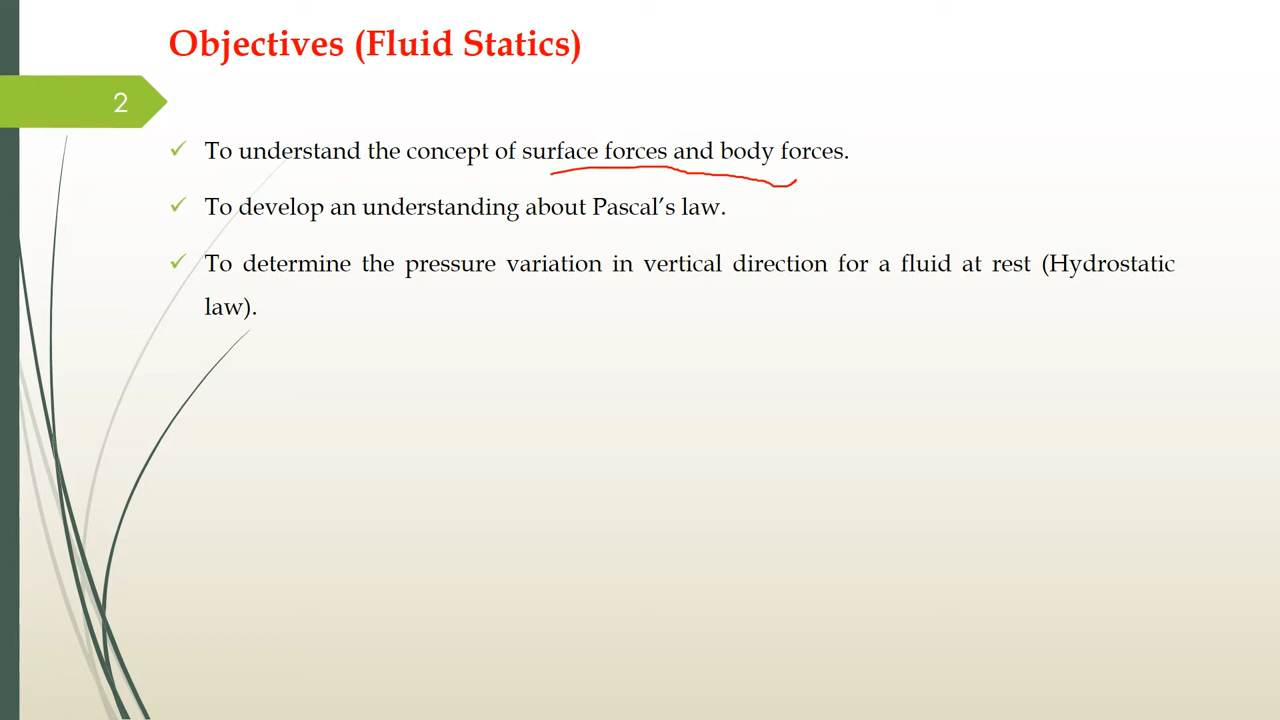 Objectives (Fluid Statics)
2
✓ To understand the concept of surface forces and body forces.
✓ To develop an understanding about Pascal’s law.
✓ To determine the pressure variation in vertical direction for a fluid at rest (Hydrostatic
law).